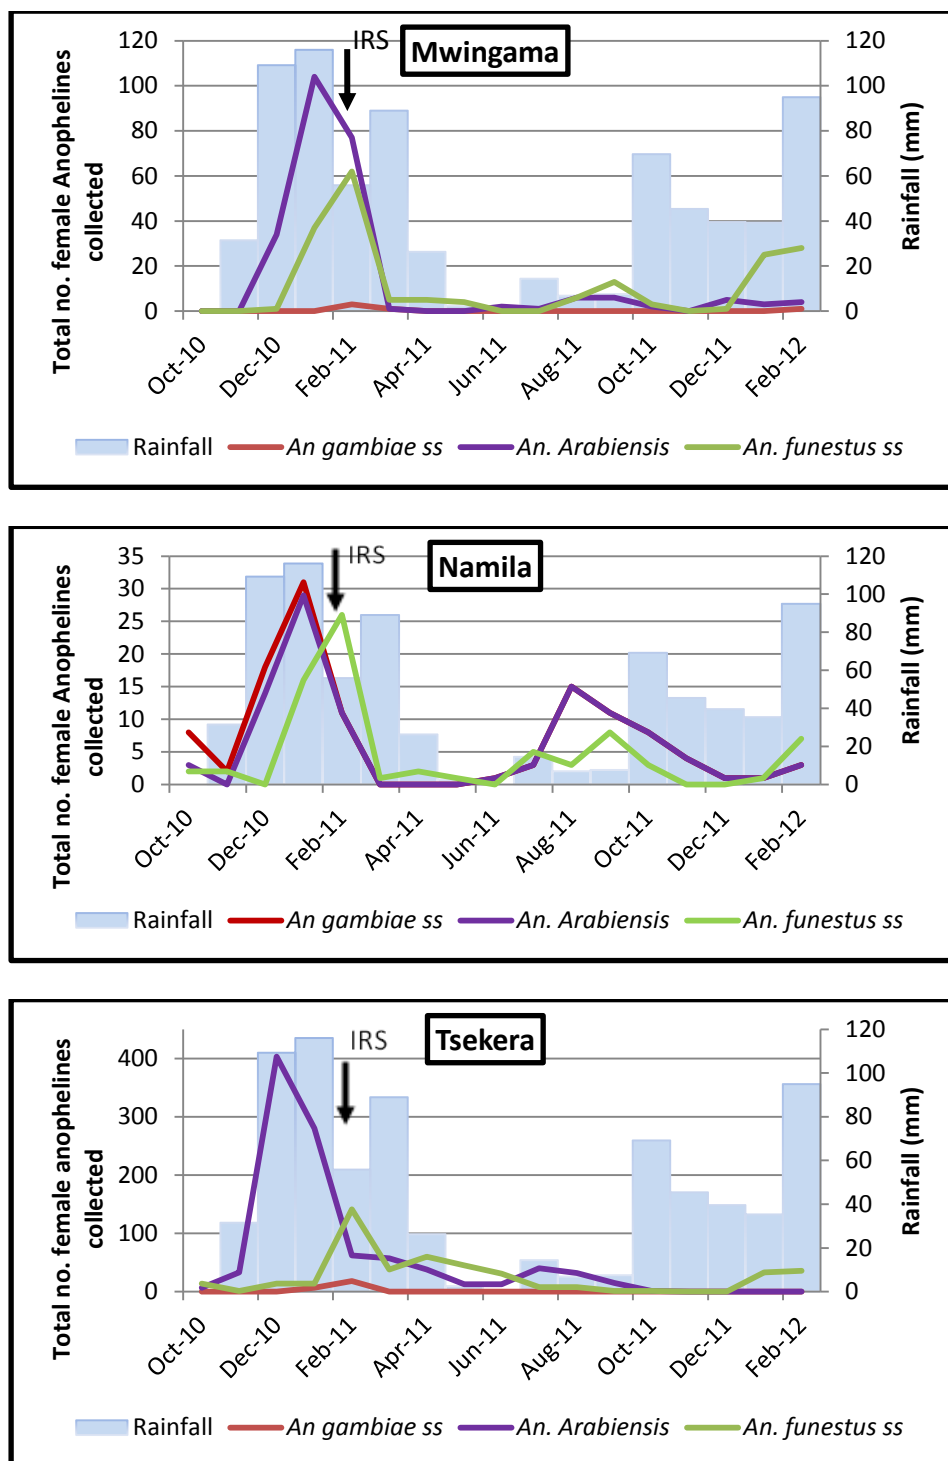 IRS
Mwingama
Total no. female Anophelines
collected
120
100
80
60
40
20
0
120
100
80
60
40
20
0
Rainfall (mm)
Oct-10
Dec-10
Feb-11
Apr-11
Jun-11
Aug-11
Oct-11
Dec-11
Feb-12
Rainfall An gambiae ss An. Arabiensis An. funestus ss
IRS
Namila
Total no. female Anophelines
collected
35
30
25
20
15
10
5
0
120
100
80
60
40
20
0
Rainfall (mm)
Oct-10
Dec-10
Feb-11
Apr-11
Jun-11
Aug-11
Oct-11
Dec-11
Feb-12
Rainfall An gambiae ss An. Arabiensis An. funestus ss
IRS
Tsekera
Total no. female anophelines
collected
400
300
200
100
0
120
100
80
60
40
20
0
Rainfall (mm)
Oct-10
Dec-10
Feb-11
Apr-11
Jun-11
Aug-11
Oct-11
Dec-11
Feb-12
Rainfall An gambiae ss An. Arabiensis An. funestus ss